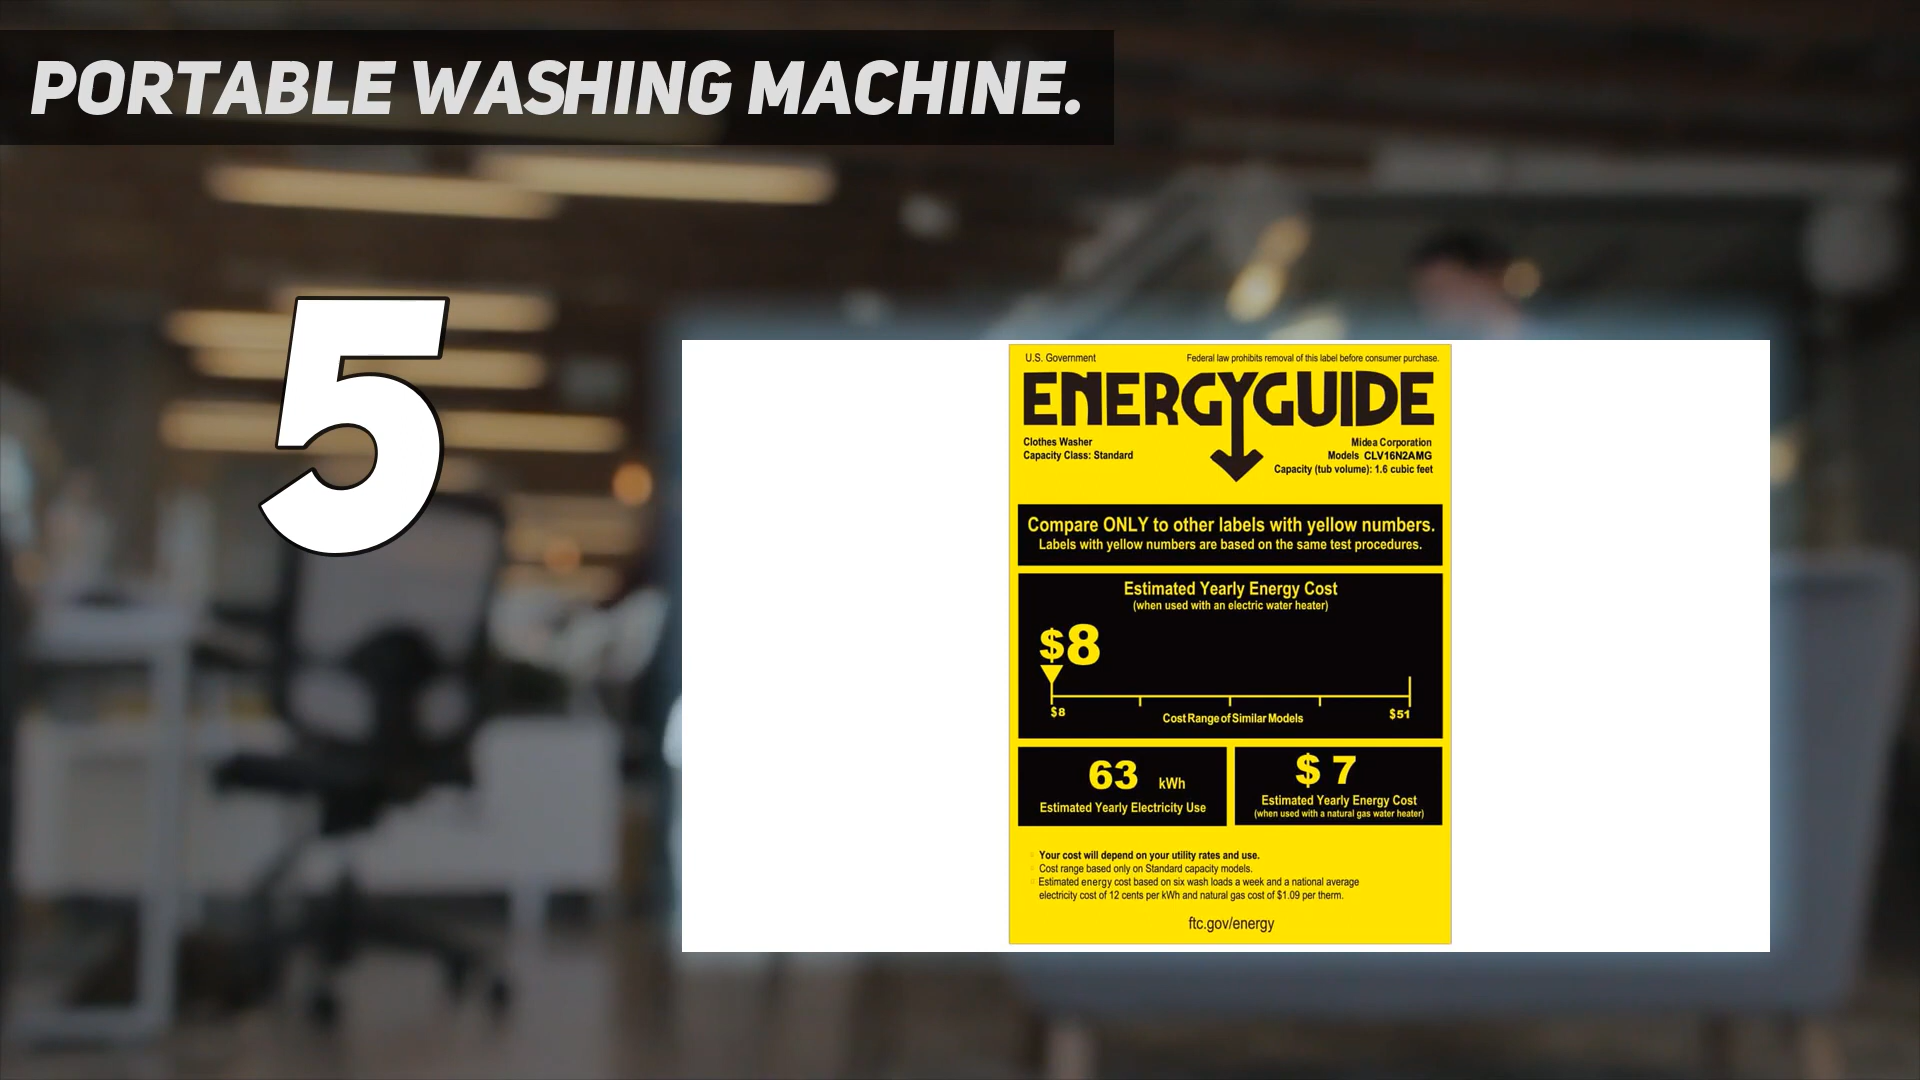 PORTABLE WASHING MACHINE.
5
U.S. Government
Federal law prohibits removal of this label before consumer purchase.
ENERGYGUIDE
Clothes Washer
Capacity Class: Standard
Midea Corporation
Models CLV16N2AMG
Capacity (tub volume): 1.6 cubic feet
Compare ONLY to other labels with yellow numbers.
Labels with yellow numbers are based on the same test procedures.
Estimated Yearly Energy Cost
(when used with an electric water heater)
$8
$8
$51
Cost Range of Similar Models
63 kWh
Estimated Yearly Electricity Use
$ 7
Estimated Yearly Energy Cost
(when used with a natural gas water heater)
Your cost will depend on your utility rates and use.
Cost range based only on Standard capacity models.
Estimated energy cost based on six wash loads a week and a national average
electricity cost of 12 cents per kWh and natural gas cost of $1.09 per therm.
ftc.gov/energy